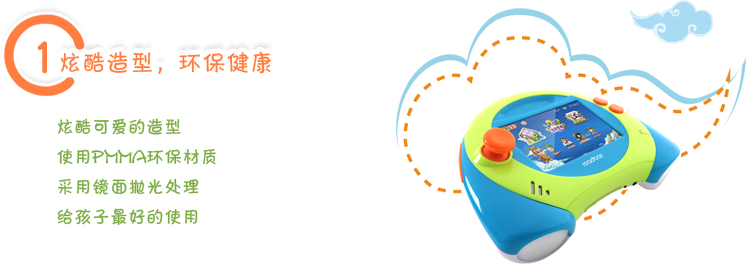 1 炫酷造型，环保健康
炫酷可爱的造型
使用PMMA环保材质
采用镜面抛光处理
给孩子最好的使用